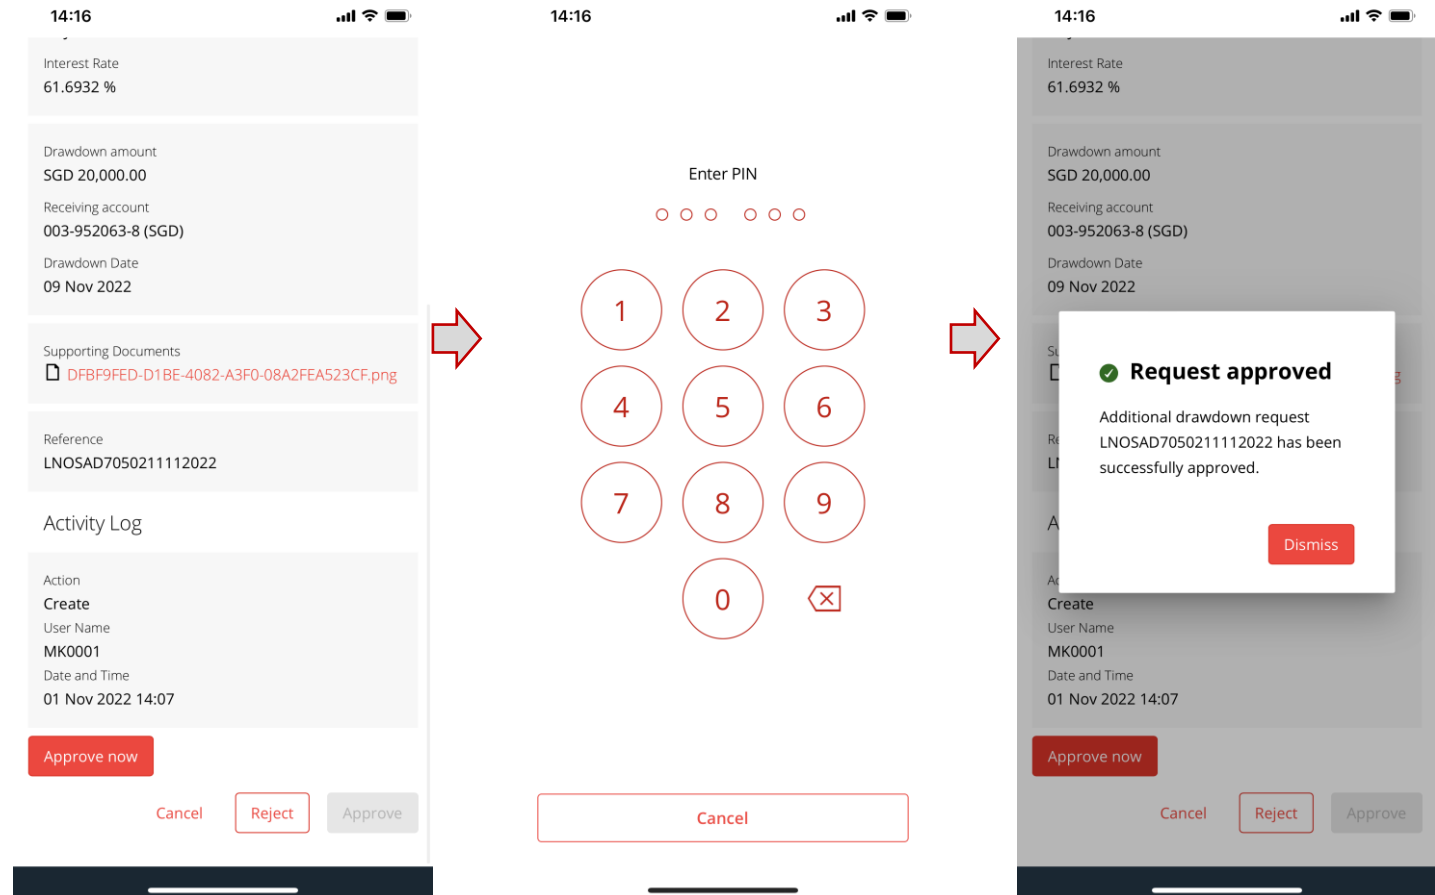 14:16
Interest Rate
61.6932 %
Drawdown amount
SGD 20,000.00
Receiving account
003-952063-8 (SGD)
Drawdown Date
09 Nov 2022
Supporting Documents
DFBF9FED-D1BE-4082-A3F0-08A2FEA523CF.png
Reference
LNOSAD7050211112022
Activity Log
Action
Create
User Name
MK0001
Date and Time
01 Nov 2022 14:07
Approve now
Cancel Reject Approve
14:16
Enter PIN
1 2 3
4 5 6
7 8 9
0
Cancel
14:16
Interest Rate
61.6932 %
Drawdown amount
SGD 20,000.00
Receiving account
003-952063-8 (SGD)
Drawdown Date
09 Nov 2022
Request approved
Additional drawdown request
LNOSAD7050211112022 has been
successfully approved.
Dismiss
Create
User Name
MK0001
Date and Time
01 Nov 2022 14:07
Approve now
Cancel Reject Approve